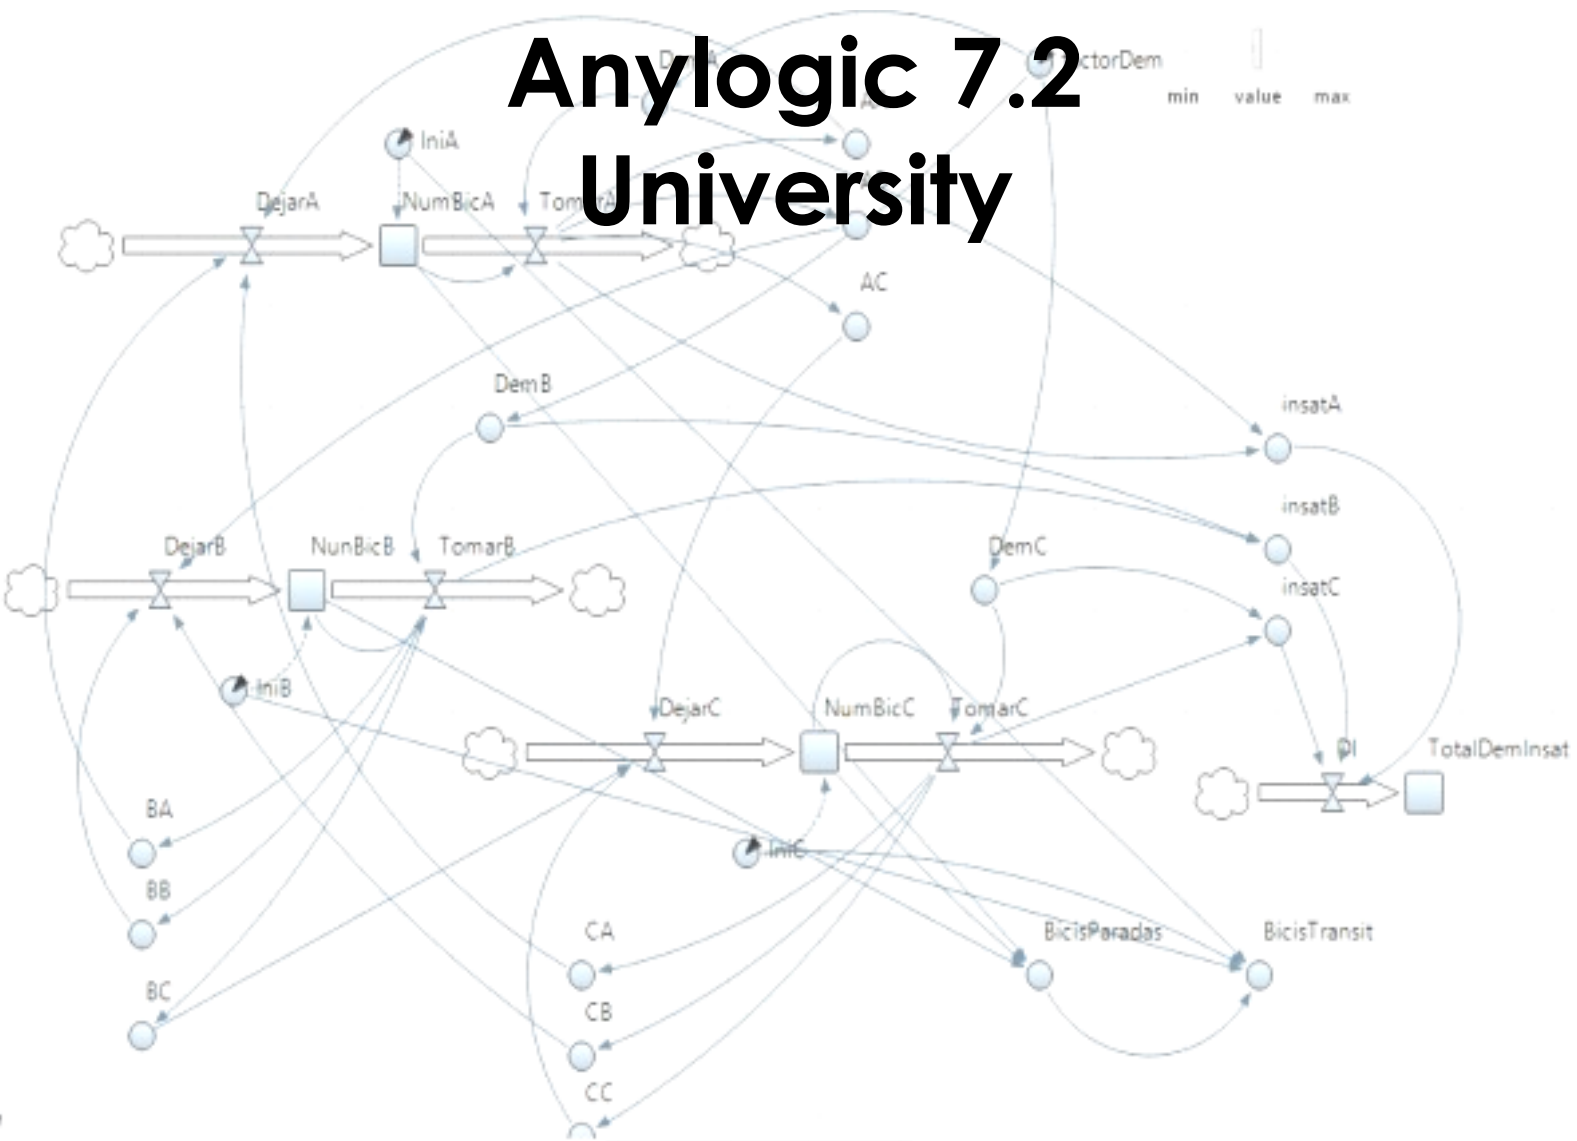 Anylogic 7.2
University
min value max
IniA
DejarA
NumBicA
AC
DemB
insatA
insatB
DejarB
NunBicB
TomarB
DemC
insatC
IniB
DejarC
NumBicC
TomarC
DI
TotalDemInsat
BA
IniC
BB
CA
BicisParadas
BicisTransit
BC
CB
CC